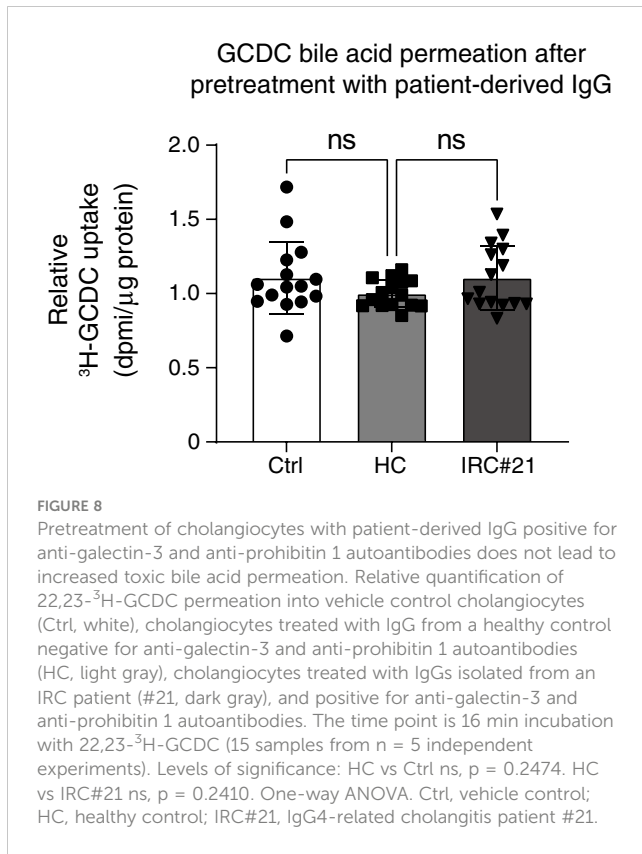 GCDC bile acid permeation after
pretreatment with patient-derived IgG
ns
ns
Relative
³H-GCDC uptake
(dpmi/μg protein)
2.0
1.5
1.0
0.5
0
Ctrl
HC
IRC#21
FIGURE 8
Pretreatment of cholangiocytes with patient-derived IgG positive for
anti-galectin-3 and anti-prohibitin 1 autoantibodies does not lead to
increased toxic bile acid permeation. Relative quantification of
22,23-³H-GCDC permeation into vehicle control cholangiocytes
(Ctrl, white), cholangiocytes treated with IgG from a healthy control
negative for anti-galectin-3 and anti-prohibitin 1 autoantibodies
(HC, light gray), cholangiocytes treated with IgGs isolated from an
IRC patient (#21, dark gray), and positive for anti-galectin-3 and
anti-prohibitin 1 autoantibodies. The time point is 16 min incubation
with 22,23-³H-GCDC (15 samples from n = 5 independent
experiments). Levels of significance: HC vs Ctrl ns, p = 0.2474. HC
vs IRC#21 ns, p = 0.2410. One-way ANOVA. Ctrl, vehicle control;
HC, healthy control; IRC#21, IgG4-related cholangitis patient #21.